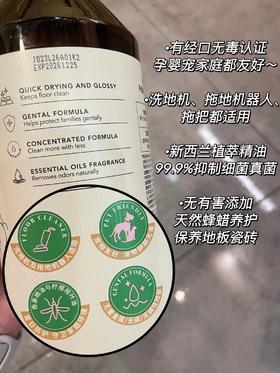 J023L26A01K2
EXP20261225
QUICK DRYING AND GLOSSY
Keeps floor clean
GENTAL FORMULA
Helps protect families gentally
CONCENTRATED FORMULA
Clean more with less
ESSENTIAL OILS FRAGRANCE
Removes odors naturally
FLOOR CLEANER
PET FRIENDLY
GENTAL FORMULA
•有经口无毒认证
孕婴宠家庭都友好～
•洗地机、拖地机器人、
拖把都适用
•新西兰植萃精油
99.9%抑制细菌真菌
•无有害添加
天然蜂蜡养护
保养地板瓷砖